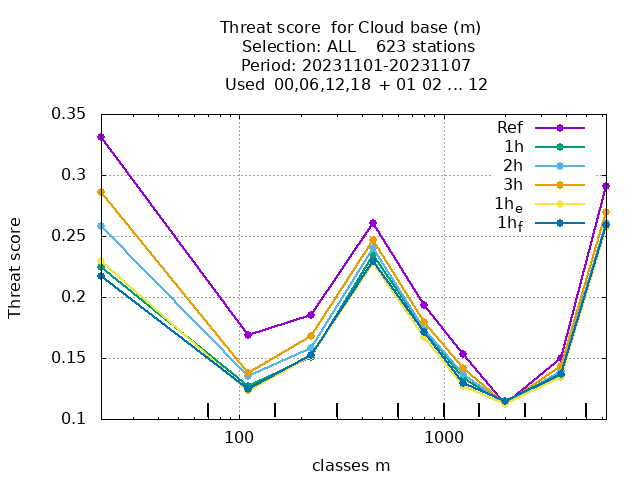 Threat score  for Cloud base (m)
Selection: ALL    623 stations
Period: 20231101-20231107
Used  00,06,12,18 + 01 02 ... 12
0.35
0.3
0.25
0.2
0.15
0.1
Threat score
Ref
1h
2h
3h
1he
1hf
100
1000
classes m